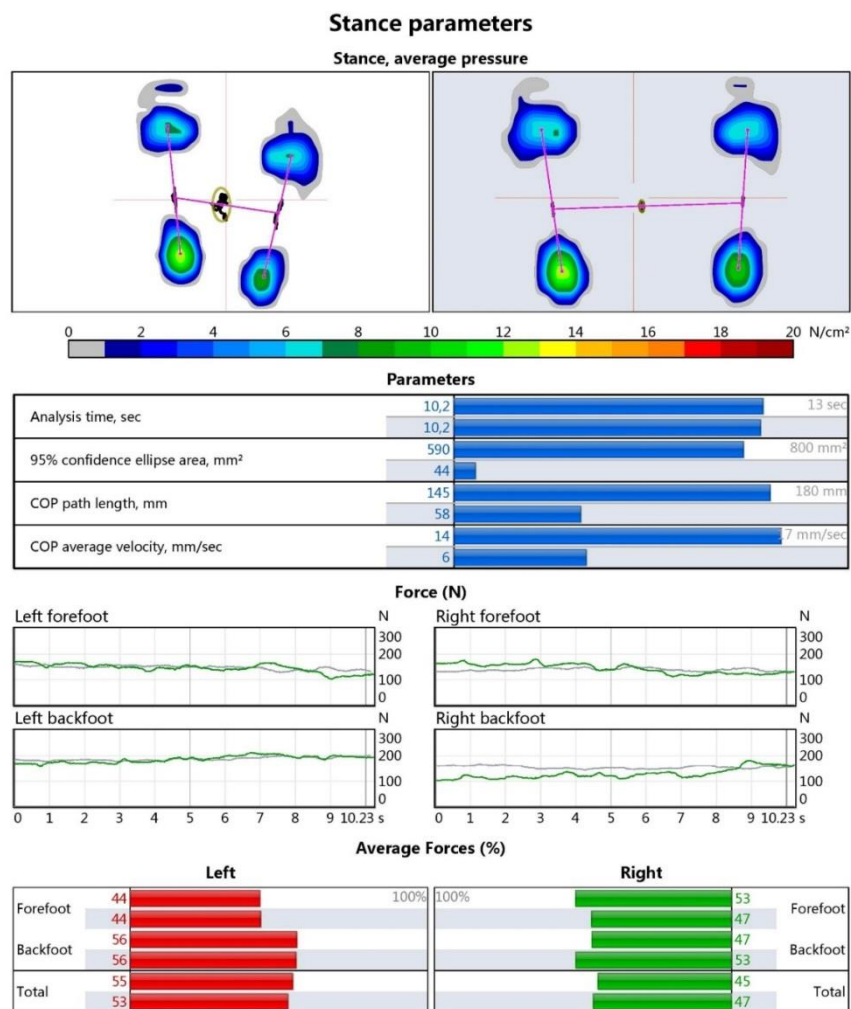 Stance parameters
Stance, average pressure
0 2 4 6 8 10 12 14 16 18 20 N/cm²
Parameters
Analysis time, sec 10,2 13 sec
10,2
95% confidence ellipse area, mm² 590 800 mm²
44
COP path length, mm 145 180 mm
58
COP average velocity, mm/sec 14 7 mm/sec
6
Force (N)
Left forefoot N Right forefoot N
300 300
200 200
100 100
0 0
Left backfoot N Right backfoot N
300 300
200 200
100 100
0 0
0 1 2 3 4 5 6 7 8 9 10.23 s 0 1 2 3 4 5 6 7 8 9 10.23 s
Average Forces (%)
Left Right
Forefoot 44 100% 100% 53 Forefoot
44 47
Backfoot 56 47 Backfoot
56 53
Total 55 45 Total
53 47